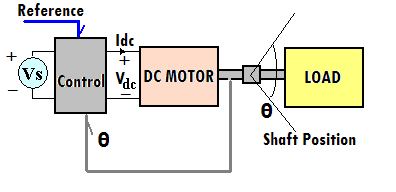 Reference
Idc
+
+
Vs
Control
Vdc
DC MOTOR
LOAD
−
−
θ
θ
Shaft Position